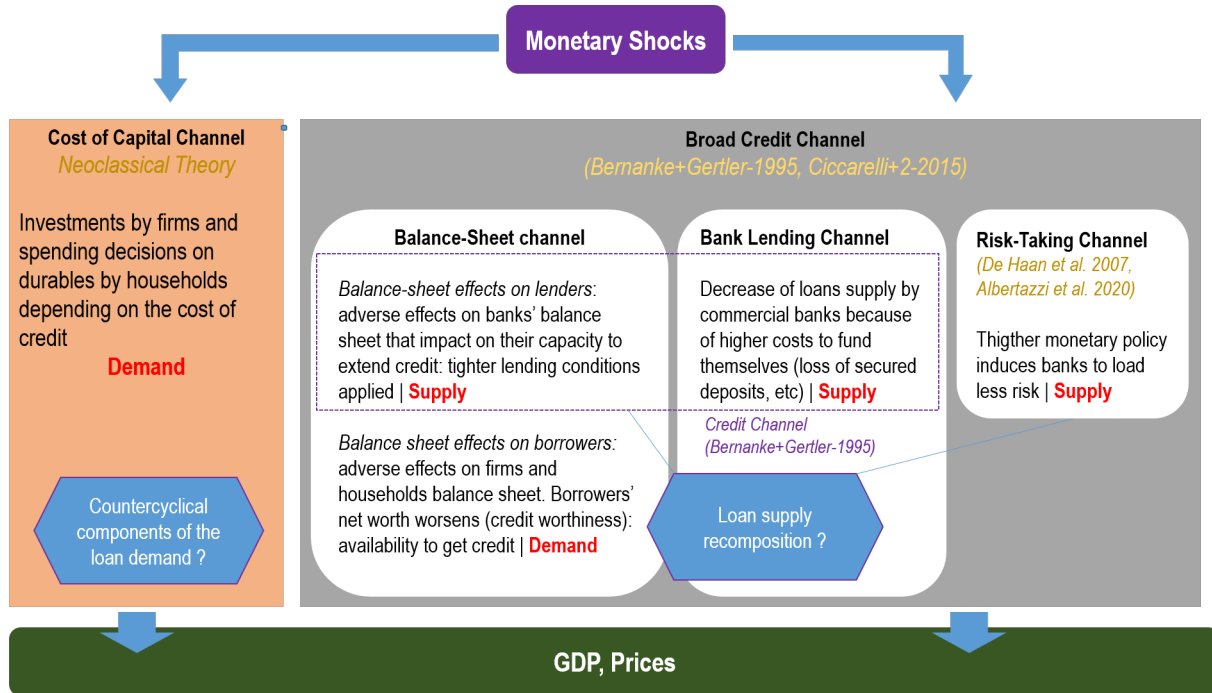 Monetary Shocks
Cost of Capital Channel
Neoclassical Theory
Investments by firms and
spending decisions on
durables by households
depending on the cost of
credit
Demand
Countercyclical
components of the
loan demand ?
Broad Credit Channel
(Bernanke+Gertler-1995, Ciccarelli+2-2015)
Balance-Sheet channel
Balance-sheet effects on lenders:
adverse effects on banks' balance
sheet that impact on their capacity to
extend credit: tighter lending conditions
applied | Supply
Balance sheet effects on borrowers:
adverse effects on firms and
households balance sheet. Borrowers'
net worth worsens (credit worthiness):
availability to get credit | Demand
Bank Lending Channel
Decrease of loans supply by
commercial banks because
of higher costs to fund
themselves (loss of secured
deposits, etc) | Supply
Credit Channel
(Bernanke+Gertler-1995)
Loan supply
recomposition ?
Risk-Taking Channel
(De Haan et al. 2007,
Albertazzi et al. 2020)
Thigther monetary policy
induces banks to load
less risk | Supply
GDP, Prices